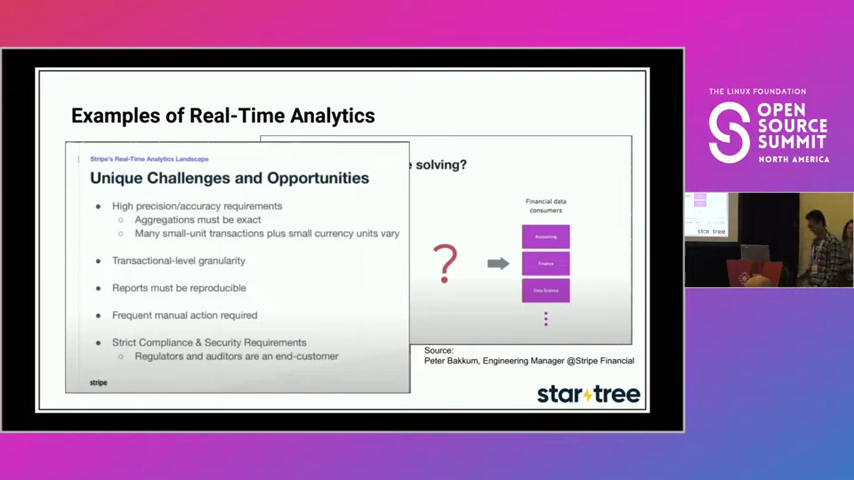 Examples of Real-Time Analytics
Stripe's Real-Time Analytics Landscape
Unique Challenges and Opportunities
● High precision/accuracy requirements
○ Aggregations must be exact
○ Many small-unit transactions plus small currency units vary
● Transactional-level granularity
● Reports must be reproducible
● Frequent manual action required
● Strict Compliance & Security Requirements
○ Regulators and auditors are an end-customer
stripe
solving?
Financial data
consumers
?
Accounting
Finance
Data Science
Source:
Peter Bakkum, Engineering Manager @Stripe Financial
startree
THE LINUX FOUNDATION
OPEN
SOURCE
SUMMIT
NORTH AMERICA
startree